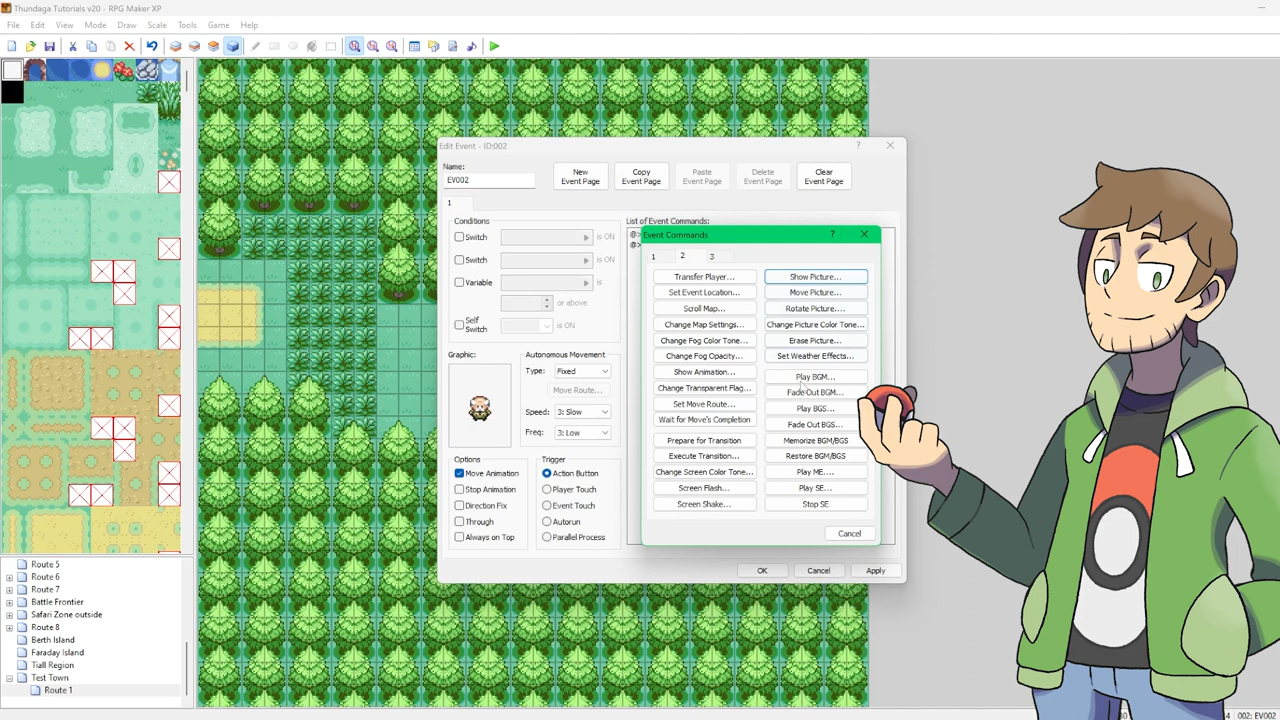 Thundaga Tutorials v20 - RPG Maker XP
File Edit View Mode Draw Scale Tools Game Help
Edit Event - ID:002
Name:
EV002
New Event Page
Copy Event Page
Paste Event Page
Delete Event Page
Clear Event Page
1
Conditions
Switch is ON
Switch is ON
Variable is
or above
Self Switch is ON
Graphic:
Autonomous Movement
Type: Fixed
Move Route...
Speed: 3: Slow
Freq: 3: Low
Options
Move Animation
Stop Animation
Direction Fix
Through
Always on Top
Trigger
Action Button
Player Touch
Event Touch
Autorun
Parallel Process
List of Event Commands:
@>
@>
Event Commands
1 2 3
Transfer Player...
Set Event Location...
Scroll Map...
Change Map Settings...
Change Fog Color Tone...
Change Fog Opacity...
Show Animation...
Change Transparent Flag...
Set Move Route...
Wait for Move's Completion
Prepare for Transition
Execute Transition...
Change Screen Color Tone...
Screen Flash...
Screen Shake...
Show Picture...
Move Picture...
Rotate Picture...
Change Picture Color Tone...
Erase Picture...
Set Weather Effects...
Play BGM...
Fade Out BGM...
Play BGS...
Fade Out BGS...
Memorize BGM/BGS
Restore BGM/BGS
Play ME...
Play SE...
Stop SE
Cancel
OK Cancel Apply
Route 5
Route 6
Route 7
Battle Frontier
Safari Zone outside
Route 8
Berth Island
Faraday Island
Tiall Region
Test Town
Route 1
002: EV002